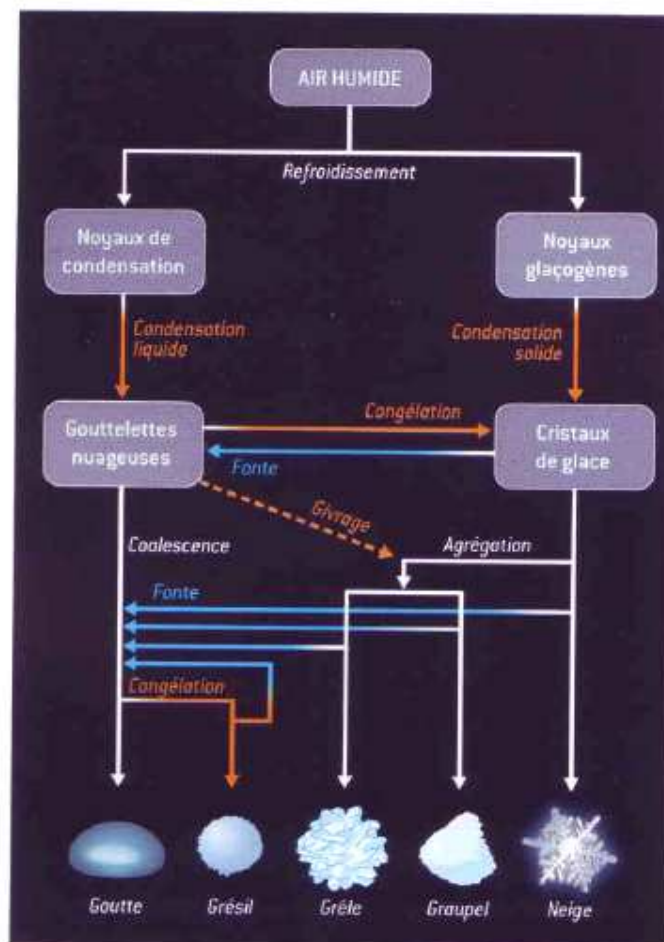 AIR HUMIDE
Refroidissement
Noyaux de
condensation
Noyaux
glaçogènes
Condensation
liquide
Condensation
solide
Gouttelettes
nuageuses
Congélation
Fonte
Cristaux
de glace
Givrage
Coalescence
Agrégation
Fonte
Congélation
Goutte
Grésil
Grêle
Graupel
Neige